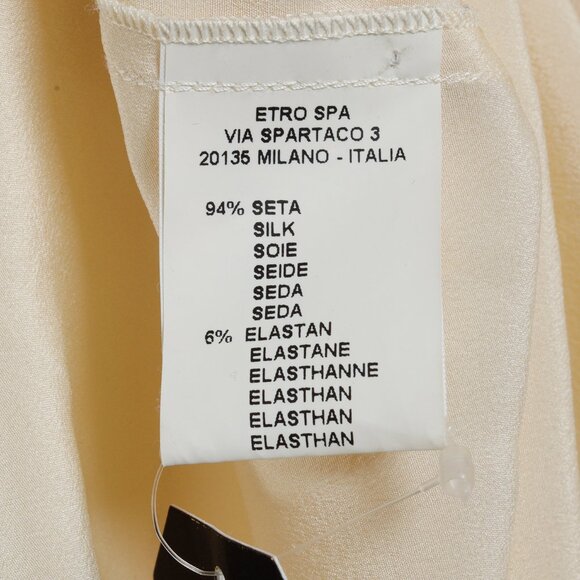 ETRO SPA
VIA SPARTACO 3
20135 MILANO - ITALIA
94% SETA
SILK
SOIE
SEIDE
SEDA
SEDA
6% ELASTAN
ELASTANE
ELASTHANNE
ELASTHAN
ELASTHAN
ELASTHAN